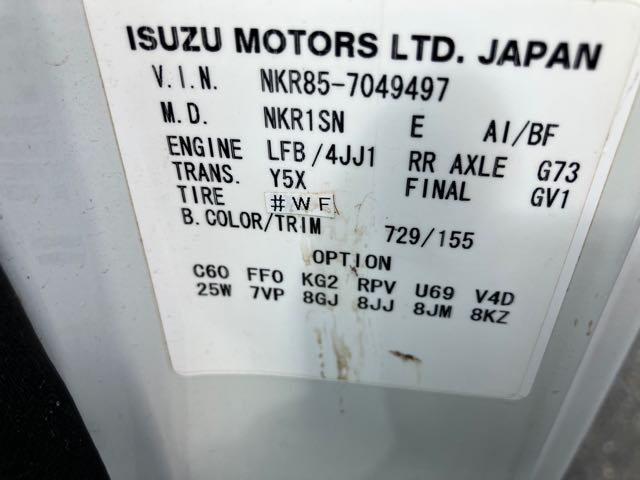 ISUZU MOTORS LTD. JAPAN
V.I.N. NKR85-7049497
M.D. NKR1SN E AI/BF
ENGINE LFB/4JJ1 RR AXLE G73
TRANS. Y5X FINAL GV1
TIRE #WF
B.COLOR/TRIM 729/155
OPTION
C60 FF0 KG2 RPV U69 V4D
25W 7VP 8GJ 8JJ 8JM 8KZ